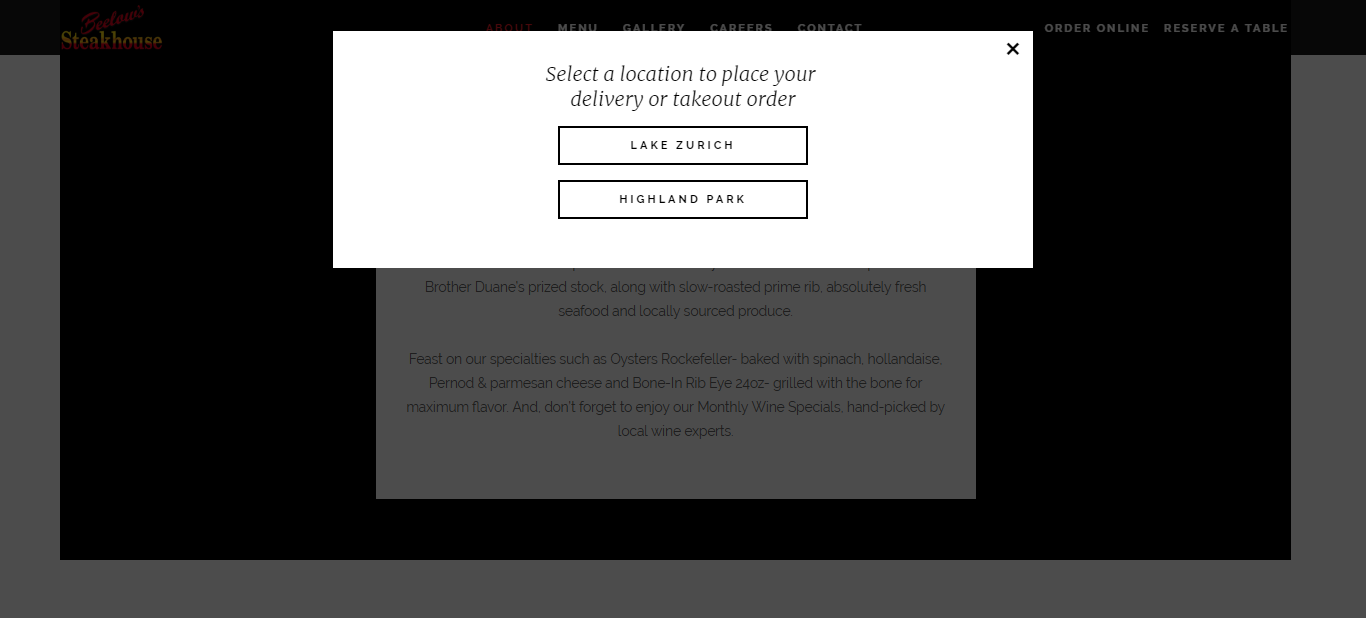 Beelow's
Steakhouse
ABOUT MENU GALLERY CAREERS CONTACT ORDER ONLINE RESERVE A TABLE
Select a location to place your
delivery or takeout order
LAKE ZURICH
HIGHLAND PARK
Brother Duane's prized stock, along with slow-roasted prime rib, absolutely fresh
seafood and locally sourced produce.
Feast on our specialties such as Oysters Rockefeller- baked with spinach, hollandaise,
Pernod & parmesan cheese and Bone-In Rib Eye 24oz- grilled with the bone for
maximum flavor. And, don't forget to enjoy our Monthly Wine Specials, hand-picked by
local wine experts.